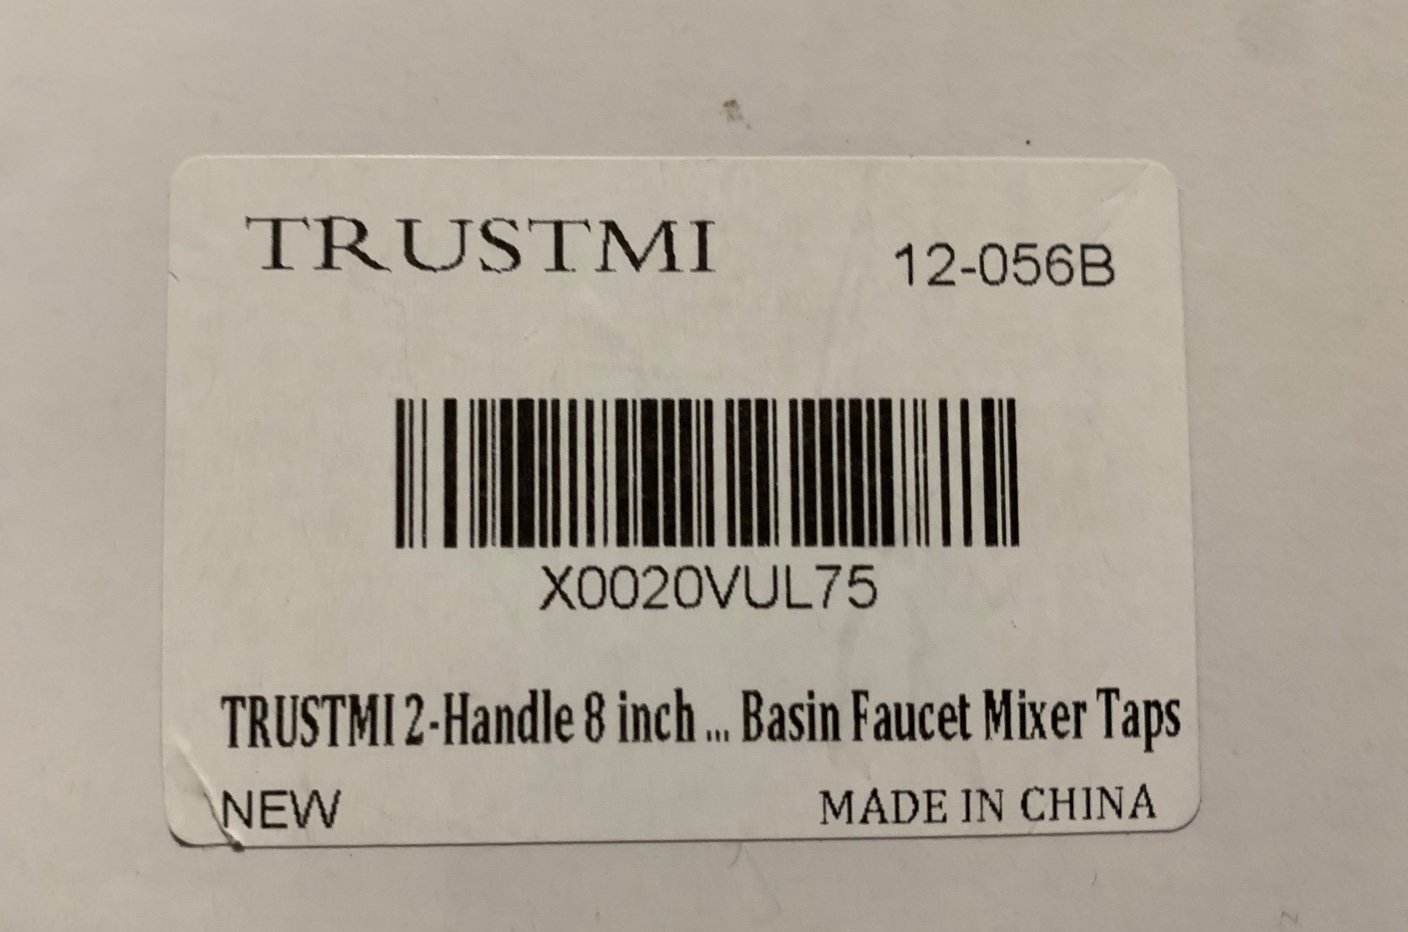 TRUSTMI 12-056B
X0020VUL75
TRUSTMI 2-Handle 8 inch ... Basin Faucet Mixer Taps
NEW MADE IN CHINA